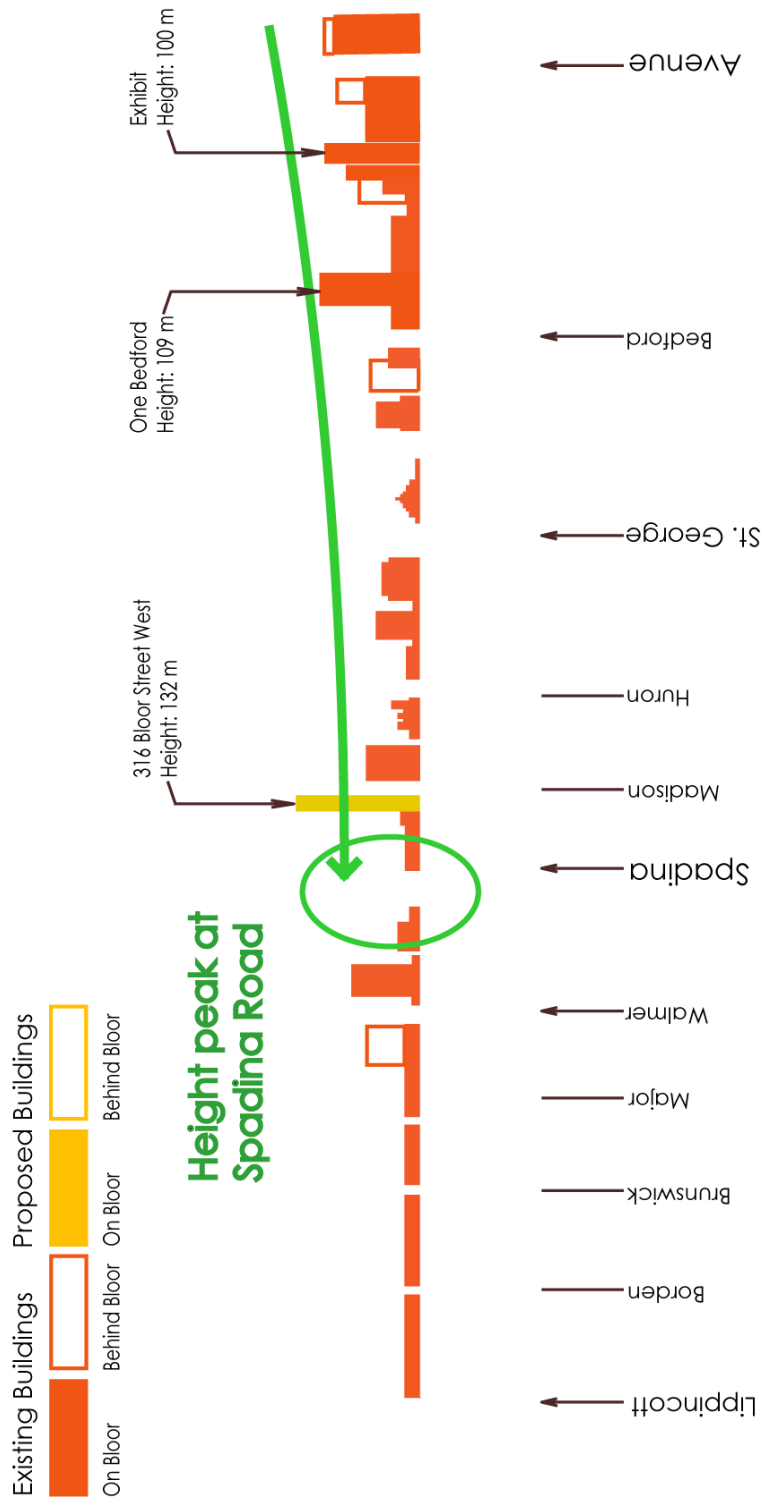 Existing Buildings
On Bloor
Behind Bloor
Proposed Buildings
On Bloor
Behind Bloor
Height peak at
Spadina Road
316 Bloor Street West
Height: 132 m
One Bedford
Height: 109 m
Exhibit
Height: 100 m
Lippincott
Borden
Brunswick
Major
Walmer
Spadina
Madison
Huron
St. George
Bedford
Avenue